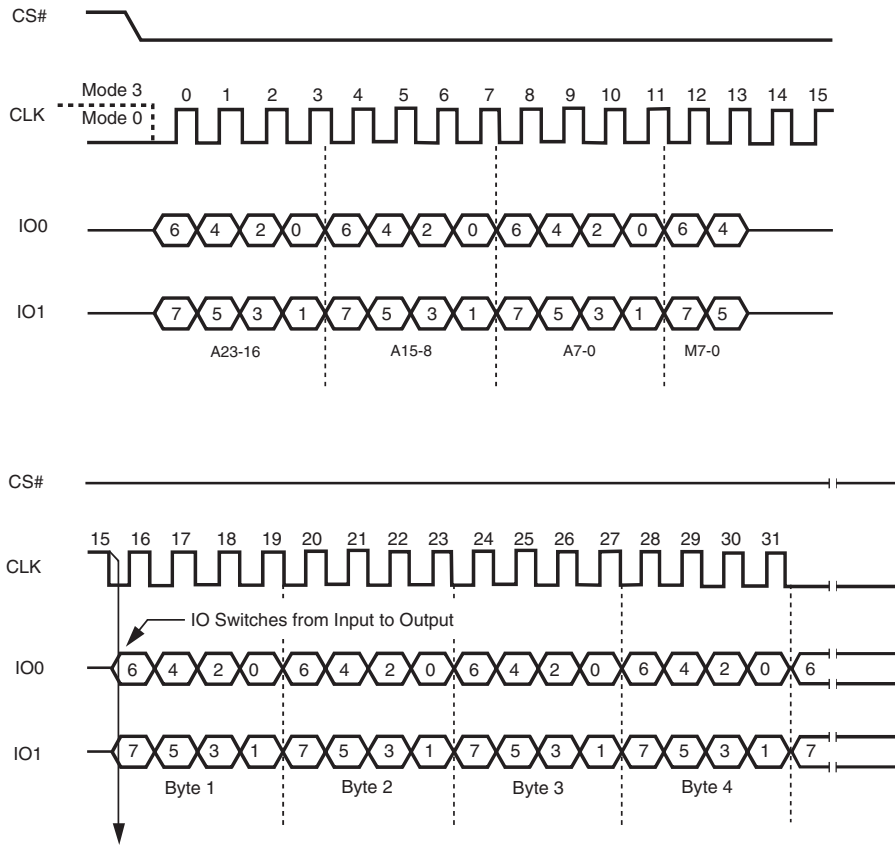 CS#
Mode 3
Mode 0
CLK
0 1 2 3 4 5 6 7 8 9 10 11 12 13 14 15
IO0
6 4 2 0 6 4 2 0 6 4 2 0 6 4
IO1
7 5 3 1 7 5 3 1 7 5 3 1 7 5
A23-16 A15-8 A7-0 M7-0
CS#
15 16 17 18 19 20 21 22 23 24 25 26 27 28 29 30 31
CLK
IO Switches from Input to Output
IO0
6 4 2 0 6 4 2 0 6 4 2 0 6 4 2 0 6
IO1
7 5 3 1 7 5 3 1 7 5 3 1 7 5 3 1 7
Byte 1 Byte 2 Byte 3 Byte 4